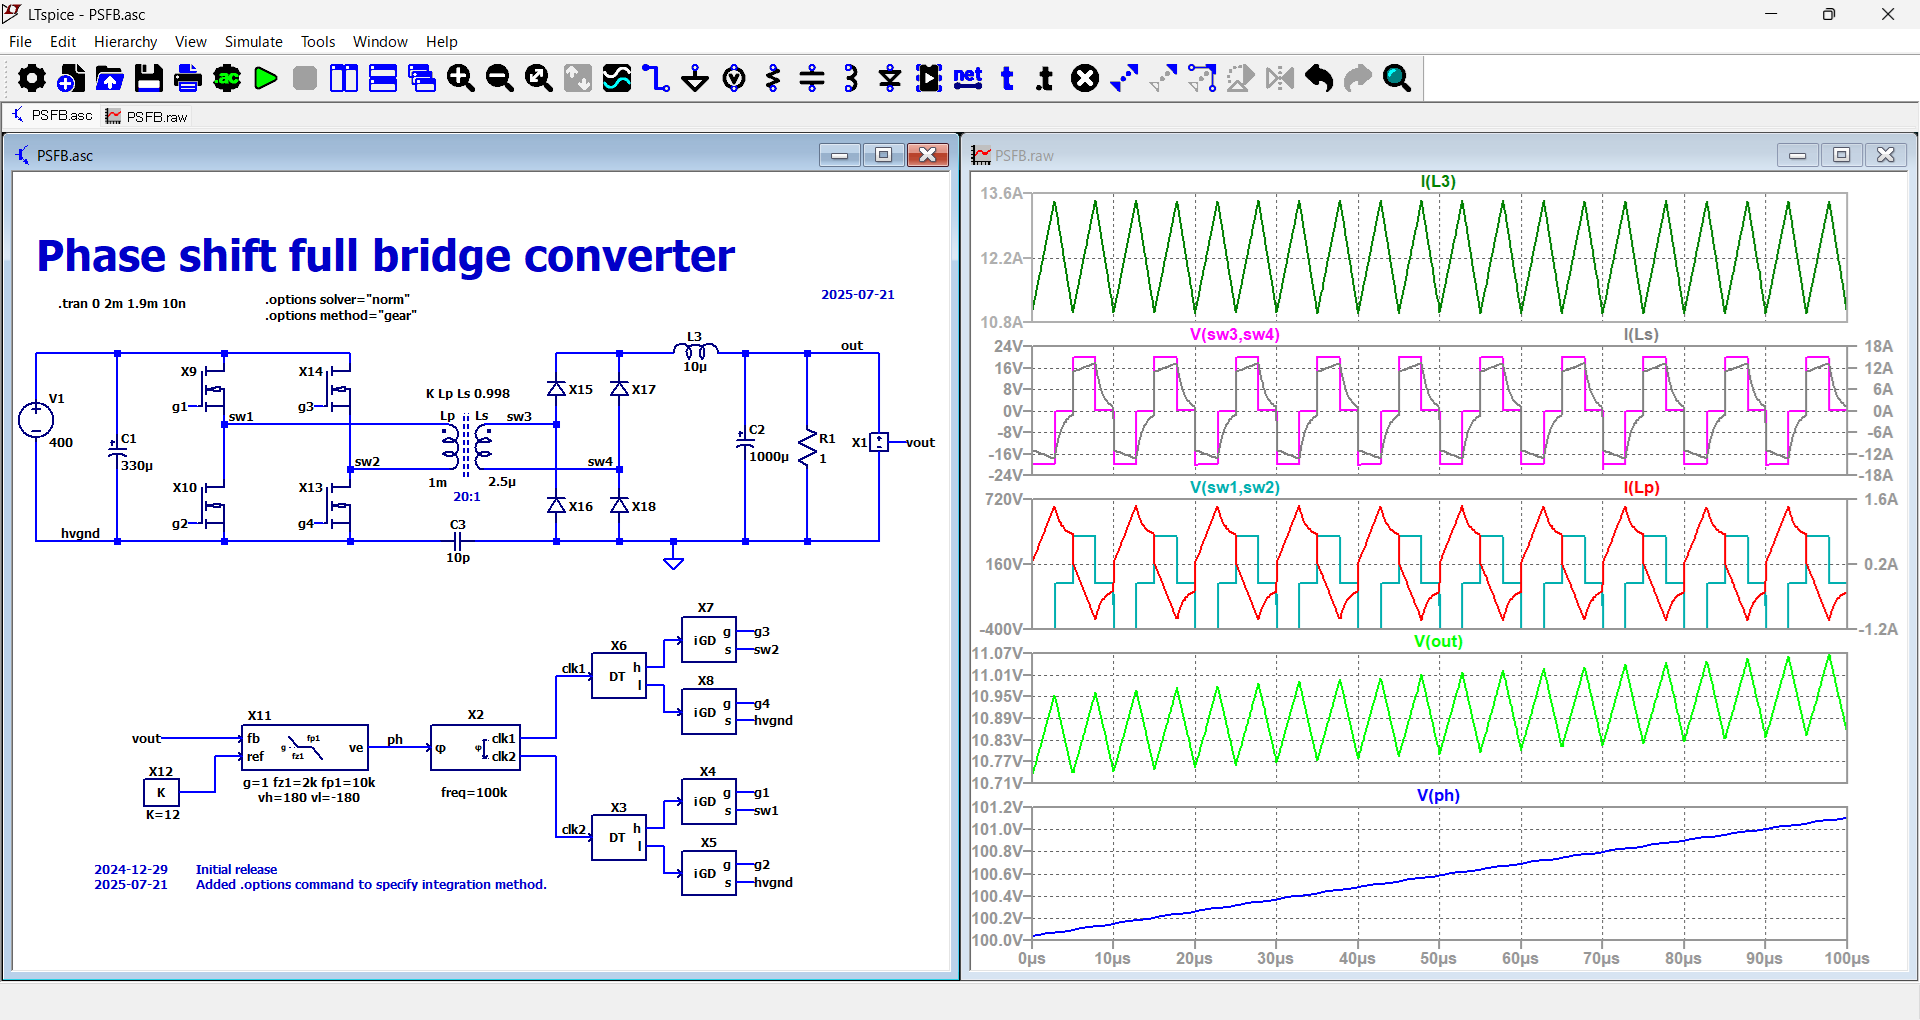 LTspice - PSFB.asc
File Edit Hierarchy View Simulate Tools Window Help
.ac
net t .t
PSFB.asc PSFB.raw
PSFB.asc
Phase shift full bridge converter
.tran 0 2m 1.9m 10n
.options solver="norm"
.options method="gear"
2025-07-21
V1
400
C1
330µ
hvgnd
X9
g1
X10
g2
sw1
X14
g3
X13
g4
sw2
K Lp Ls 0.998
Lp Ls
1m 2.5µ
20:1
sw3
sw4
C3
10p
X15
X17
X16
X18
L3
10µ
out
C2
1000µ
R1
1
X1
vout
X7
iGD
g
s
g3
sw2
X6
clk1
DT
h
l
X8
iGD
g
s
g4
hvgnd
vout
X11
fb
ref
g
fp1
fz1
ve
ph
g=1 fz1=2k fp1=10k
vh=180 vl=-180
X12
K
K=12
X2
φ
φ
clk1
clk2
freq=100k
X4
iGD
g
s
g1
sw1
X3
clk2
DT
h
l
X5
iGD
g
s
g2
hvgnd
2024-12-29 Initial release
2025-07-21 Added .options command to specify integration method.
PSFB.raw
I(L3)
13.6A
12.2A
10.8A
V(sw3,sw4) I(Ls)
24V 18A
16V 12A
8V 6A
0V 0A
-8V -6A
-16V -12A
-24V -18A
V(sw1,sw2) I(Lp)
720V 1.6A
160V 0.2A
-400V -1.2A
V(out)
11.07V
11.01V
10.95V
10.89V
10.83V
10.77V
10.71V
V(ph)
101.2V
101.0V
100.8V
100.6V
100.4V
100.2V
100.0V
0µs 10µs 20µs 30µs 40µs 50µs 60µs 70µs 80µs 90µs 100µs